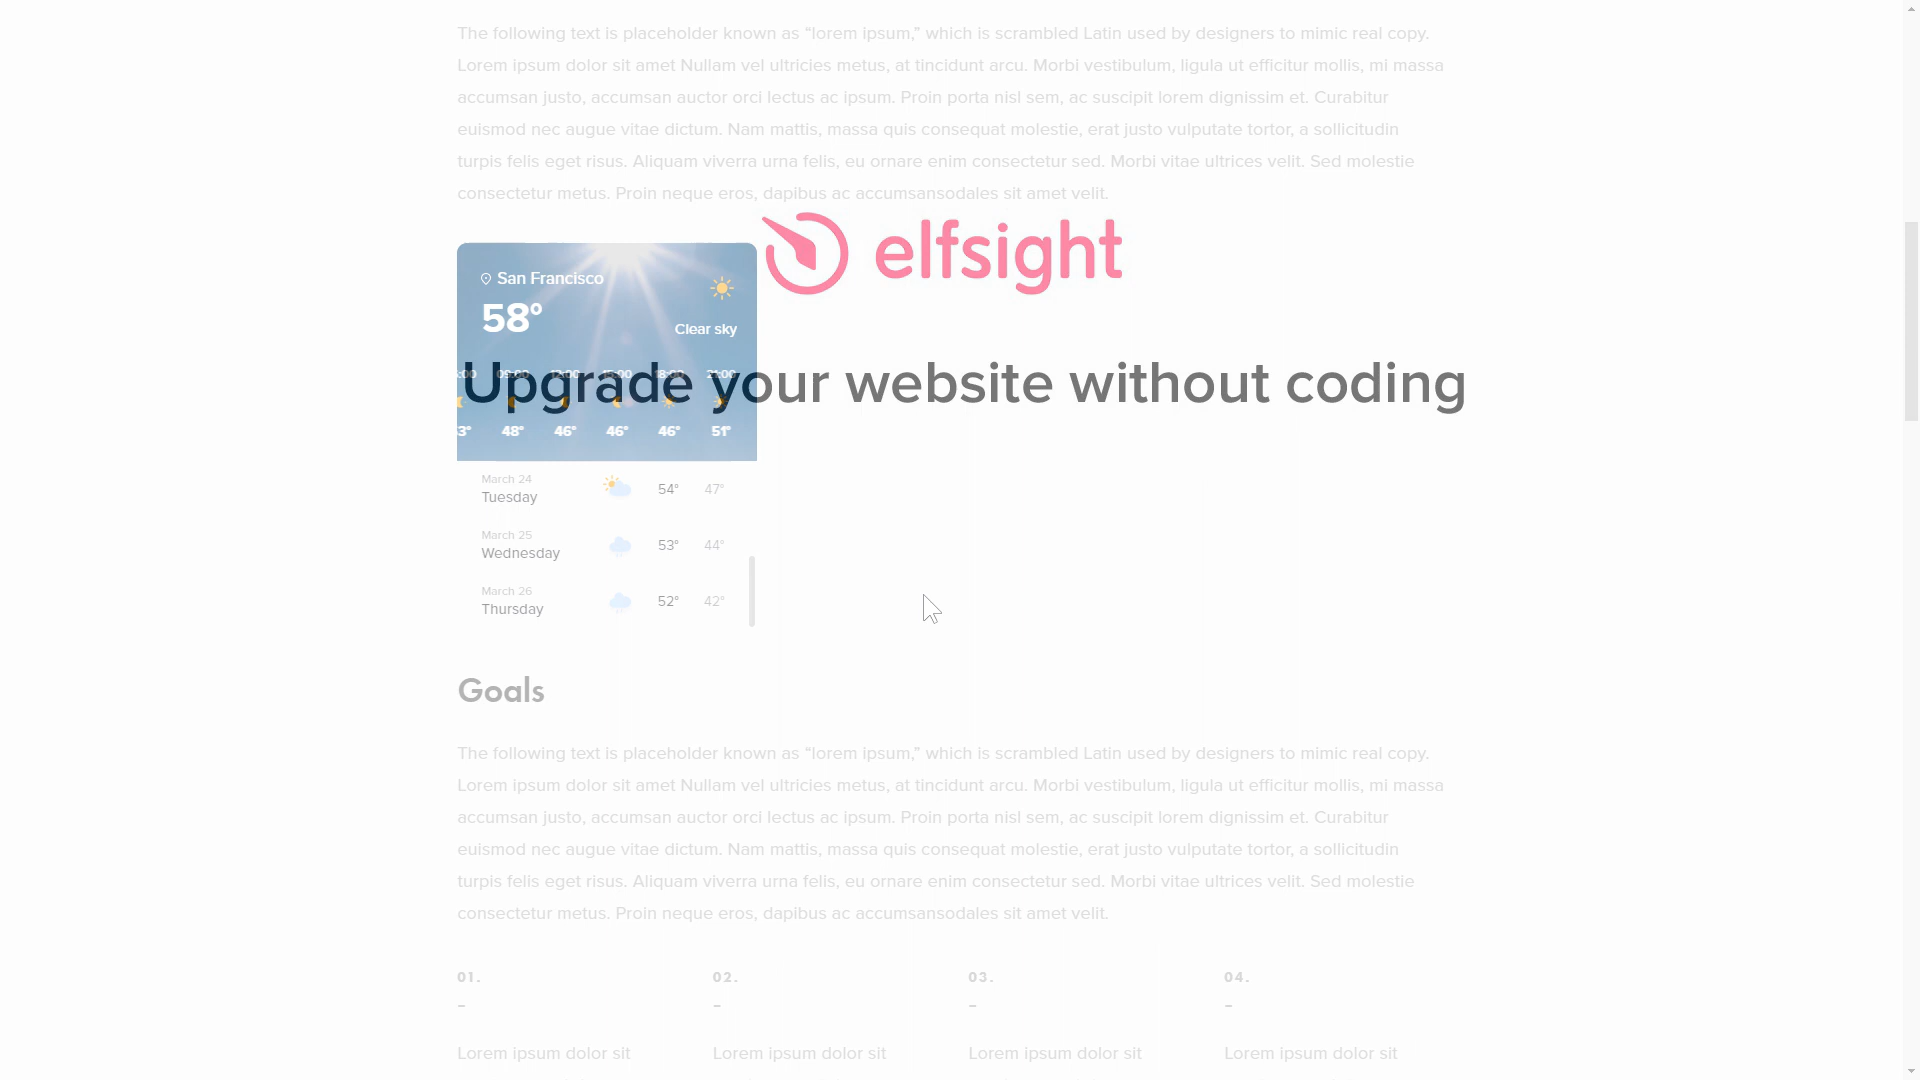 The following text is placeholder known as “lorem ipsum,” which is scrambled Latin used by designers to mimic real copy.
Lorem ipsum dolor sit amet Nullam vel ultricies metus, at tincidunt arcu. Morbi vestibulum, ligula ut efficitur mollis, mi massa
accumsan justo, accumsan auctor orci lectus ac ipsum. Proin porta nisl sem, ac suscipit lorem dignissim et. Curabitur
euismod nec augue vitae dictum. Nam mattis, massa quis consequat molestie, erat justo vulputate tortor, a sollicitudin
turpis felis eget risus. Aliquam viverra urna felis, eu ornare enim consectetur sed. Morbi vitae ultrices velit. Sed molestie
consectetur metus. Proin neque eros, dapibus ac accumsansodales sit amet velit.
elfsight
San Francisco
58°
Clear sky
:00 09:00 12:00 15:00 18:00 21:00
Upgrade your website without coding
3° 48° 46° 46° 46° 51°
March 24
Tuesday 54° 47°
March 25
Wednesday 53° 44°
March 26
Thursday 52° 42°
Goals
The following text is placeholder known as “lorem ipsum,” which is scrambled Latin used by designers to mimic real copy.
Lorem ipsum dolor sit amet Nullam vel ultricies metus, at tincidunt arcu. Morbi vestibulum, ligula ut efficitur mollis, mi massa
accumsan justo, accumsan auctor orci lectus ac ipsum. Proin porta nisl sem, ac suscipit lorem dignissim et. Curabitur
euismod nec augue vitae dictum. Nam mattis, massa quis consequat molestie, erat justo vulputate tortor, a sollicitudin
turpis felis eget risus. Aliquam viverra urna felis, eu ornare enim consectetur sed. Morbi vitae ultrices velit. Sed molestie
consectetur metus. Proin neque eros, dapibus ac accumsansodales sit amet velit.
01. 02. 03. 04.
– – – –
Lorem ipsum dolor sit Lorem ipsum dolor sit Lorem ipsum dolor sit Lorem ipsum dolor sit